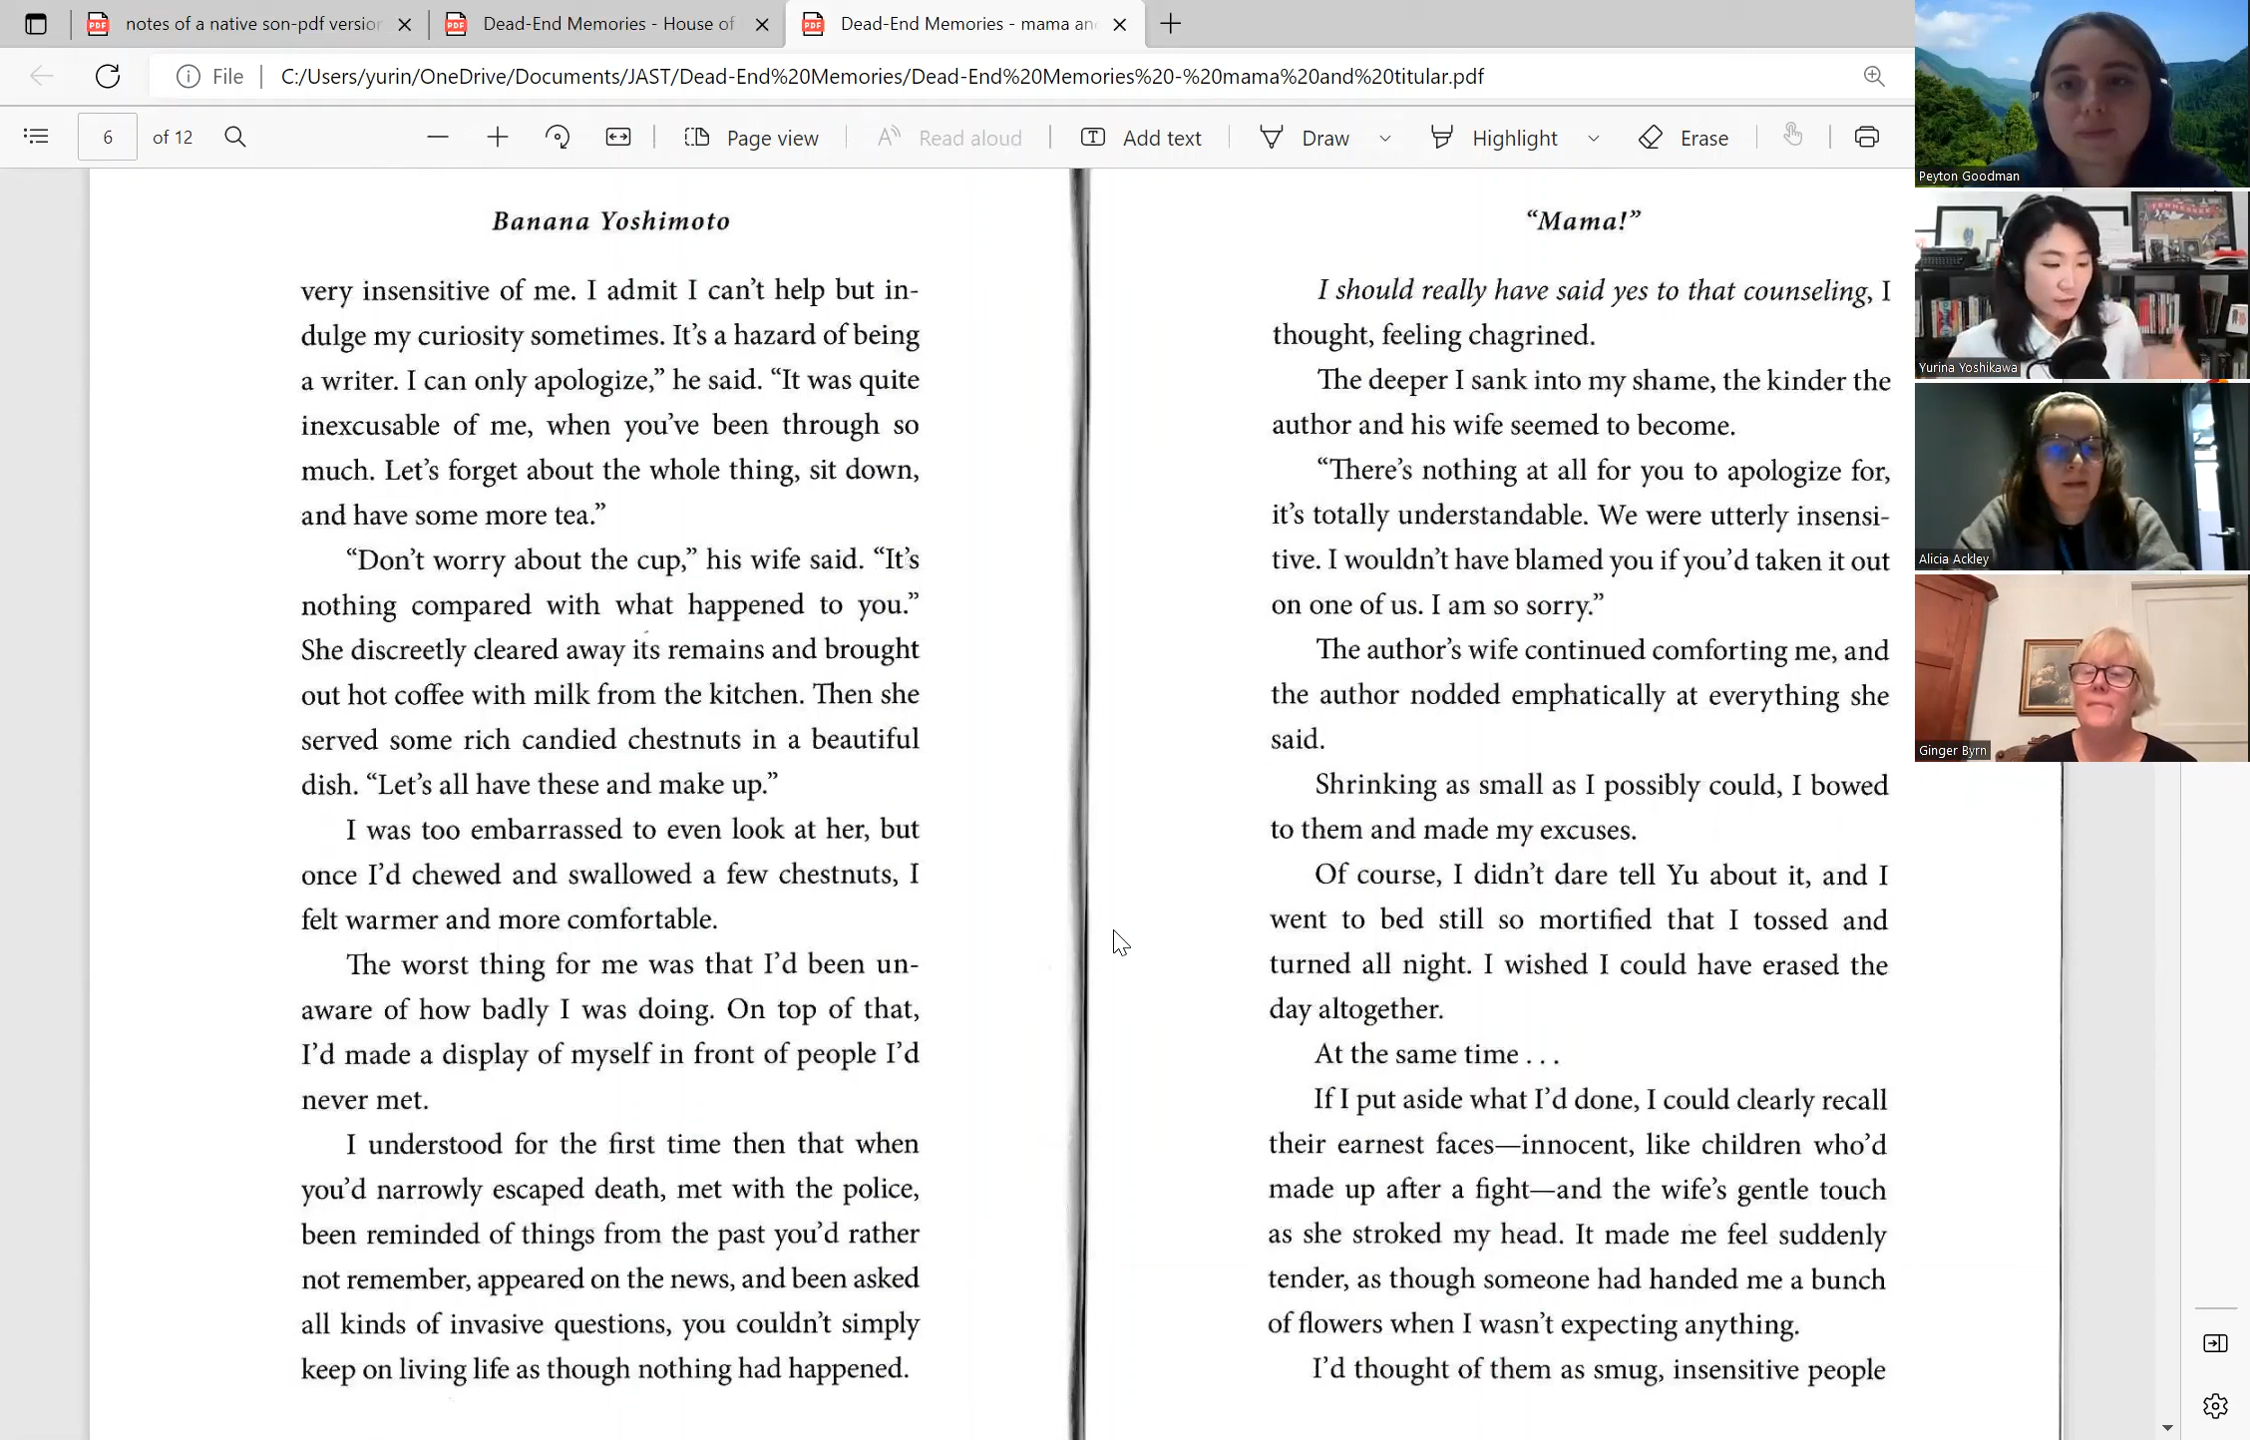 notes of a native son-pdf version
Dead-End Memories - House of
Dead-End Memories - mama and
File
C:/Users/yurin/OneDrive/Documents/JAST/Dead-End%20Memories/Dead-End%20Memories%20-%20mama%20and%20titular.pdf
6 of 12
Page view
Read aloud
Add text
Draw
Highlight
Erase
Banana Yoshimoto
very insensitive of me. I admit I can’t help but in-
dulge my curiosity sometimes. It’s a hazard of being
a writer. I can only apologize,” he said. “It was quite
inexcusable of me, when you’ve been through so
much. Let’s forget about the whole thing, sit down,
and have some more tea.”
“Don’t worry about the cup,” his wife said. “It’s
nothing compared with what happened to you.”
She discreetly cleared away its remains and brought
out hot coffee with milk from the kitchen. Then she
served some rich candied chestnuts in a beautiful
dish. “Let’s all have these and make up.”
I was too embarrassed to even look at her, but
once I’d chewed and swallowed a few chestnuts, I
felt warmer and more comfortable.
The worst thing for me was that I’d been un-
aware of how badly I was doing. On top of that,
I’d made a display of myself in front of people I’d
never met.
I understood for the first time then that when
you’d narrowly escaped death, met with the police,
been reminded of things from the past you’d rather
not remember, appeared on the news, and been asked
all kinds of invasive questions, you couldn’t simply
keep on living life as though nothing had happened.
“Mama!”
I should really have said yes to that counseling, I
thought, feeling chagrined.
The deeper I sank into my shame, the kinder the
author and his wife seemed to become.
“There’s nothing at all for you to apologize for,
it’s totally understandable. We were utterly insensi-
tive. I wouldn’t have blamed you if you’d taken it out
on one of us. I am so sorry.”
The author’s wife continued comforting me, and
the author nodded emphatically at everything she
said.
Shrinking as small as I possibly could, I bowed
to them and made my excuses.
Of course, I didn’t dare tell Yu about it, and I
went to bed still so mortified that I tossed and
turned all night. I wished I could have erased the
day altogether.
At the same time . . .
If I put aside what I’d done, I could clearly recall
their earnest faces—innocent, like children who’d
made up after a fight—and the wife’s gentle touch
as she stroked my head. It made me feel suddenly
tender, as though someone had handed me a bunch
of flowers when I wasn’t expecting anything.
I’d thought of them as smug, insensitive people
Peyton Goodman
TENNESSEE
Yurina Yoshikawa
Alicia Ackley
Ginger Byrn